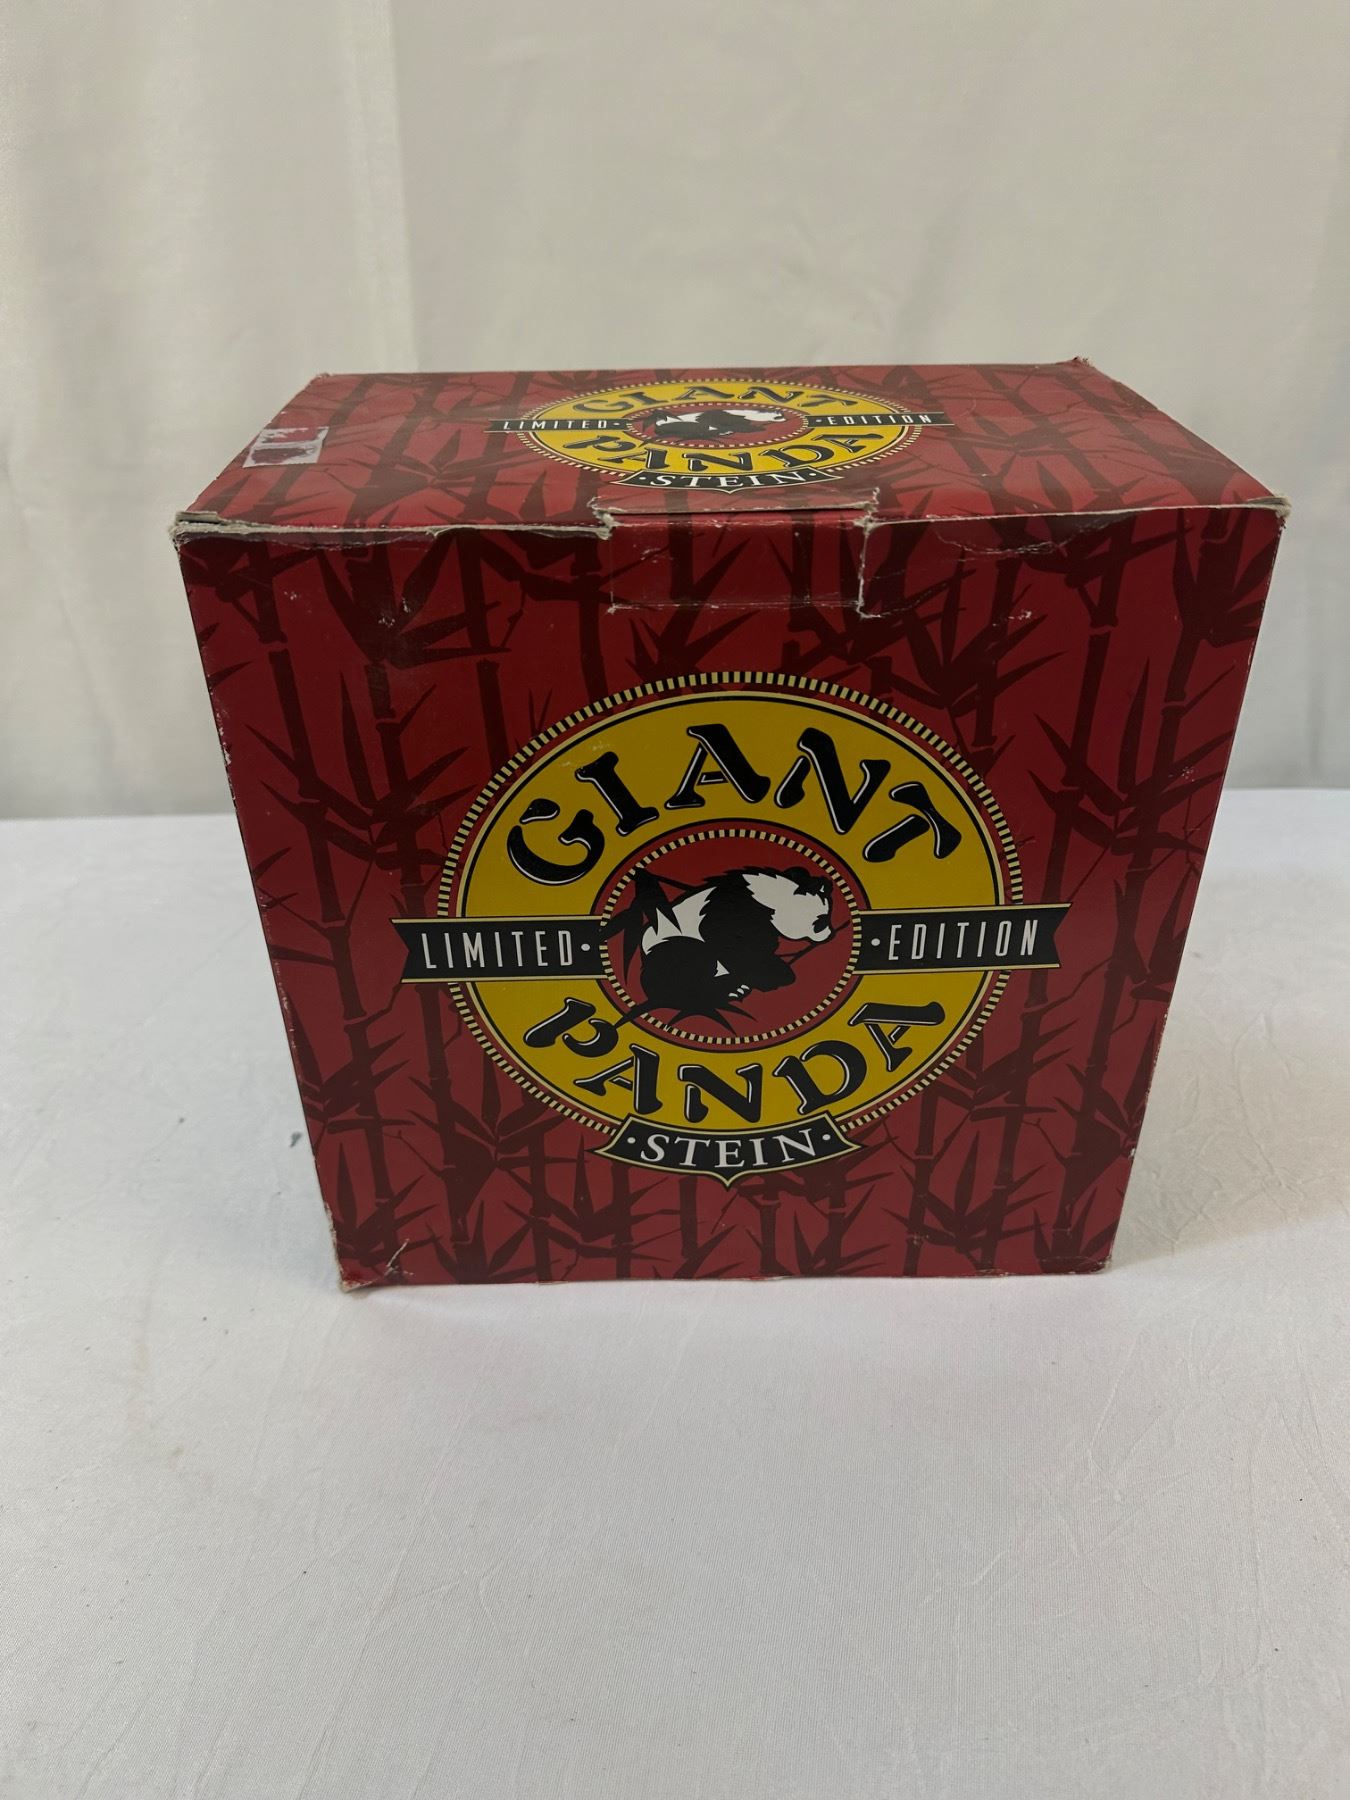 GIANT
LIMITED · · EDITION
PANDA
· STEIN ·
GIANT
LIMITED · · EDITION
PANDA
· STEIN ·